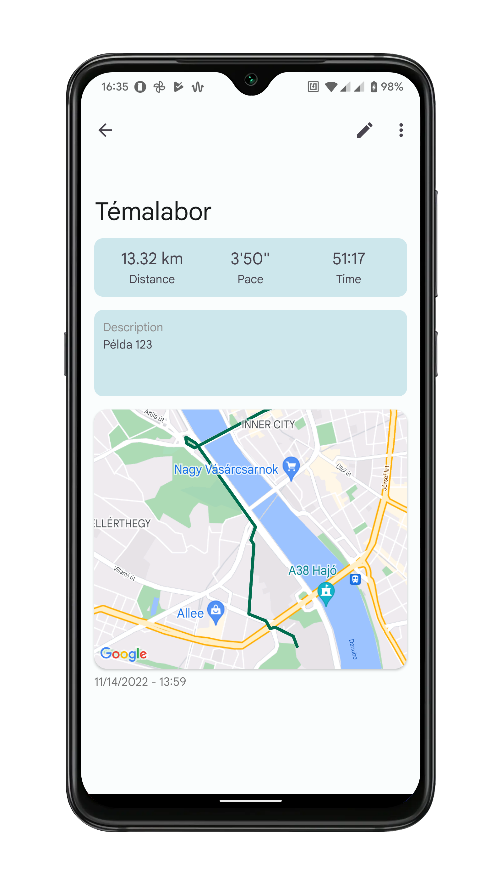 16:35 98%
Témalabor
13.32 km 3'50'' 51:17
Distance Pace Time
Description
Példa 123
INNER CITY
Nagy Vásárcsarnok
ELLÉRTHEGY
A38 Hajó
Allee
Danube
Google
11/14/2022 - 13:59